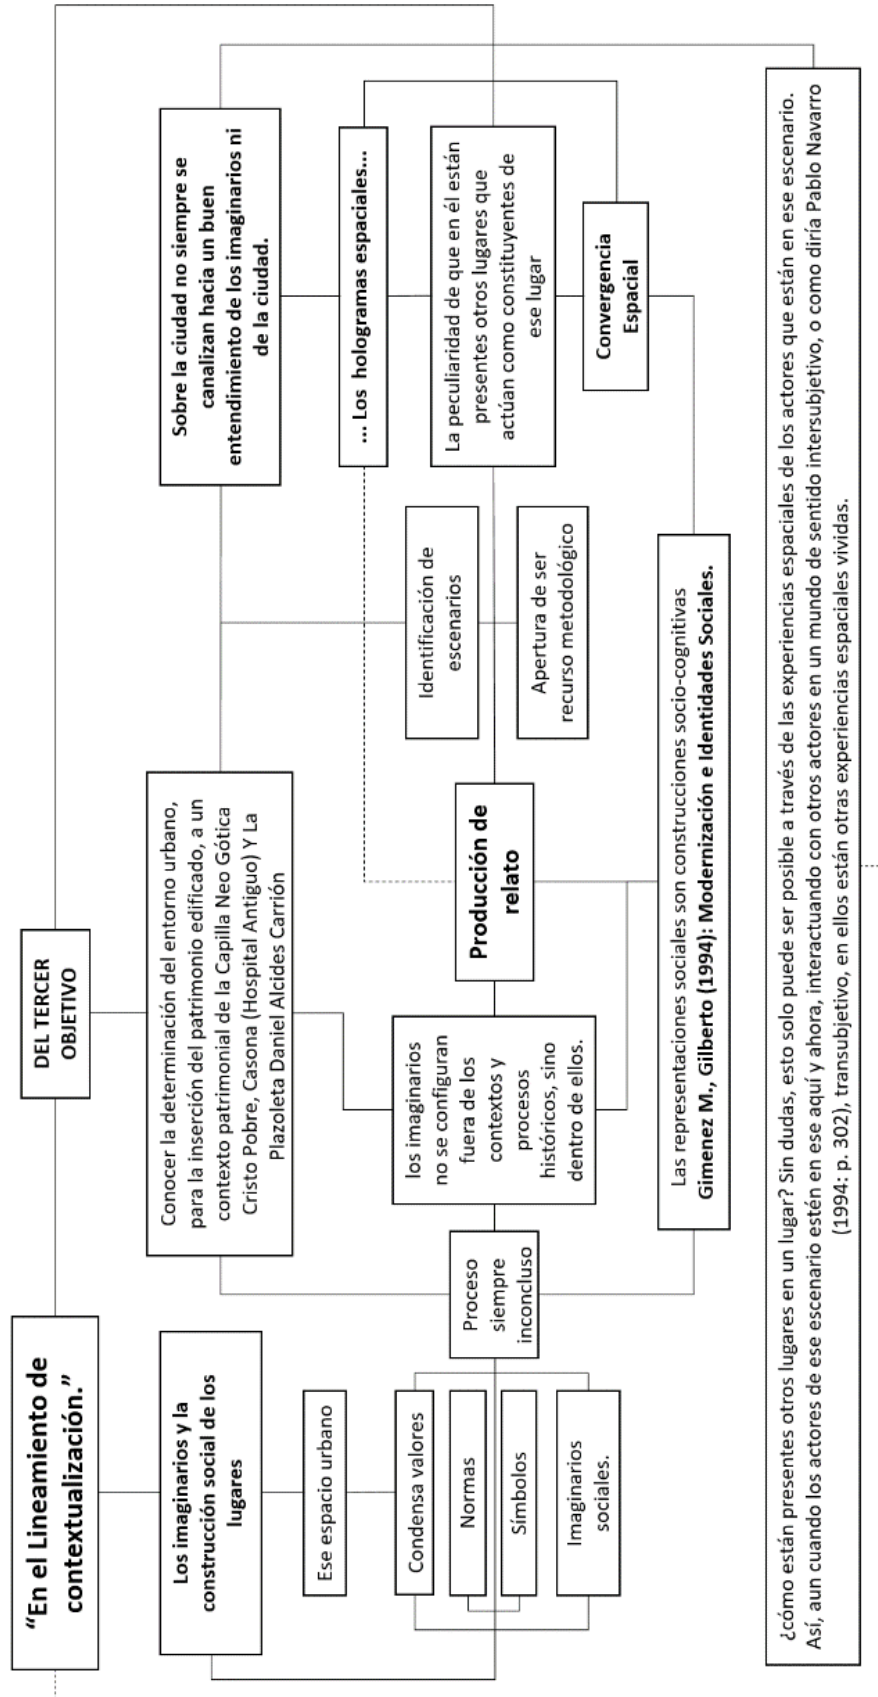 “En el Lineamiento de
contextualización.”
DEL TERCER
OBJETIVO
Los imaginarios y la
construcción social de los
lugares
Conocer la determinación del entorno urbano,
para la inserción del patrimonio edificado, a un
contexto patrimonial de la Capilla Neo Gótica
Cristo Pobre, Casona (Hospital Antiguo) Y La
Plazoleta Daniel Alcides Carrión
Sobre la ciudad no siempre se
canalizan hacia un buen
entendimiento de los imaginarios ni
de la ciudad.
Ese espacio urbano
... Los hologramas espaciales...
Condensa valores
Normas
Símbolos
Imaginarios
sociales.
Proceso
siempre
inconcluso
los imaginarios
no se configuran
fuera de los
contextos y
procesos
históricos, sino
dentro de ellos.
Producción de
relato
Identificación de
escenarios
Apertura de ser
recurso metodológico
La peculiaridad de que en él están
presentes otros lugares que
actúan como constituyentes de
ese lugar
Convergencia
Espacial
Las representaciones sociales son construcciones socio-cognitivas
Gimenez M., Gilberto (1994): Modernización e Identidades Sociales.
¿cómo están presentes otros lugares en un lugar? Sin dudas, esto solo puede ser posible a través de las experiencias espaciales de los actores que están en ese escenario.
Así, aun cuando los actores de ese escenario estén en ese aquí y ahora, interactuando con otros actores en un mundo de sentido intersubjetivo, o como diría Pablo Navarro
(1994: p. 302), transubjetivo, en ellos están otras experiencias espaciales vividas.